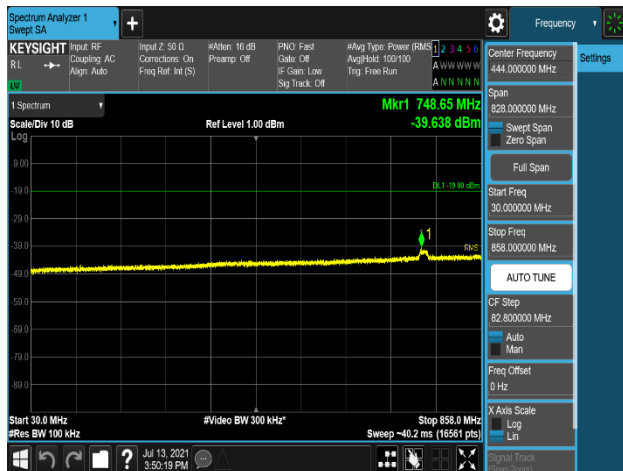 Spectrum Analyzer 1
Swept SA
Frequency
KEYSIGHT
RL
Input: RF
Coupling: AC
Align: Auto
Input Z: 50 Ω
Corrections: On
Freq Ref: Int (S)
#Atten: 16 dB
Preamp: Off
PNO: Fast
Gate: Off
IF Gain: Low
Sig Track: Off
#Avg Type: Power (RMS
Avg|Hold: 100/100
Trig: Free Run
1 2 3 4 5 6
A W W W W W
A N N N N N
1 Spectrum
Scale/Div 10 dB
Log
Ref Level 1.00 dBm
Mkr1 748.65 MHz
-39.638 dBm
-9.00
-19.0
-29.0
-39.0
-49.0
-59.0
-69.0
-79.0
-89.0
DL1 -19.00 dBm
1
RMS
Start 30.0 MHz
#Res BW 100 kHz
#Video BW 300 kHz*
Stop 858.0 MHz
Sweep ~40.2 ms (16561 pts)
Jul 13, 2021
3:50:19 PM
Center Frequency
444.000000 MHz
Settings
Span
828.000000 MHz
Swept Span
Zero Span
Full Span
Start Freq
30.000000 MHz
Stop Freq
858.000000 MHz
AUTO TUNE
CF Step
82.800000 MHz
Auto
Man
Freq Offset
0 Hz
X Axis Scale
Log
Lin
Signal Track
(Span Zoom)